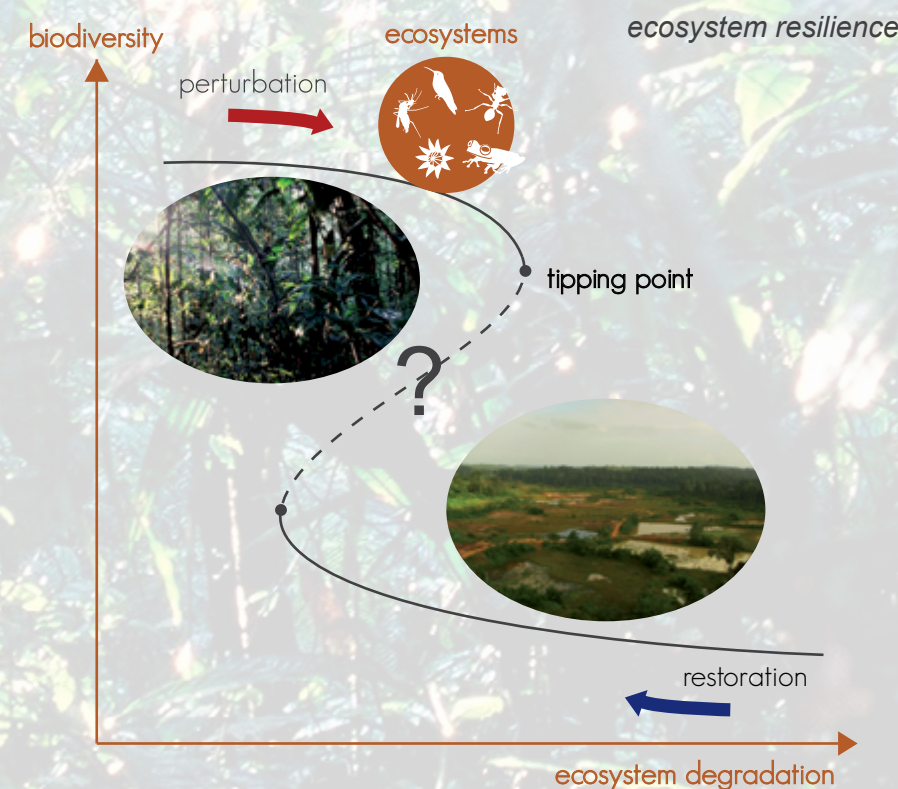 ecosystem resilience
biodiversity
ecosystems
perturbation
tipping point
?
restoration
ecosystem degradation